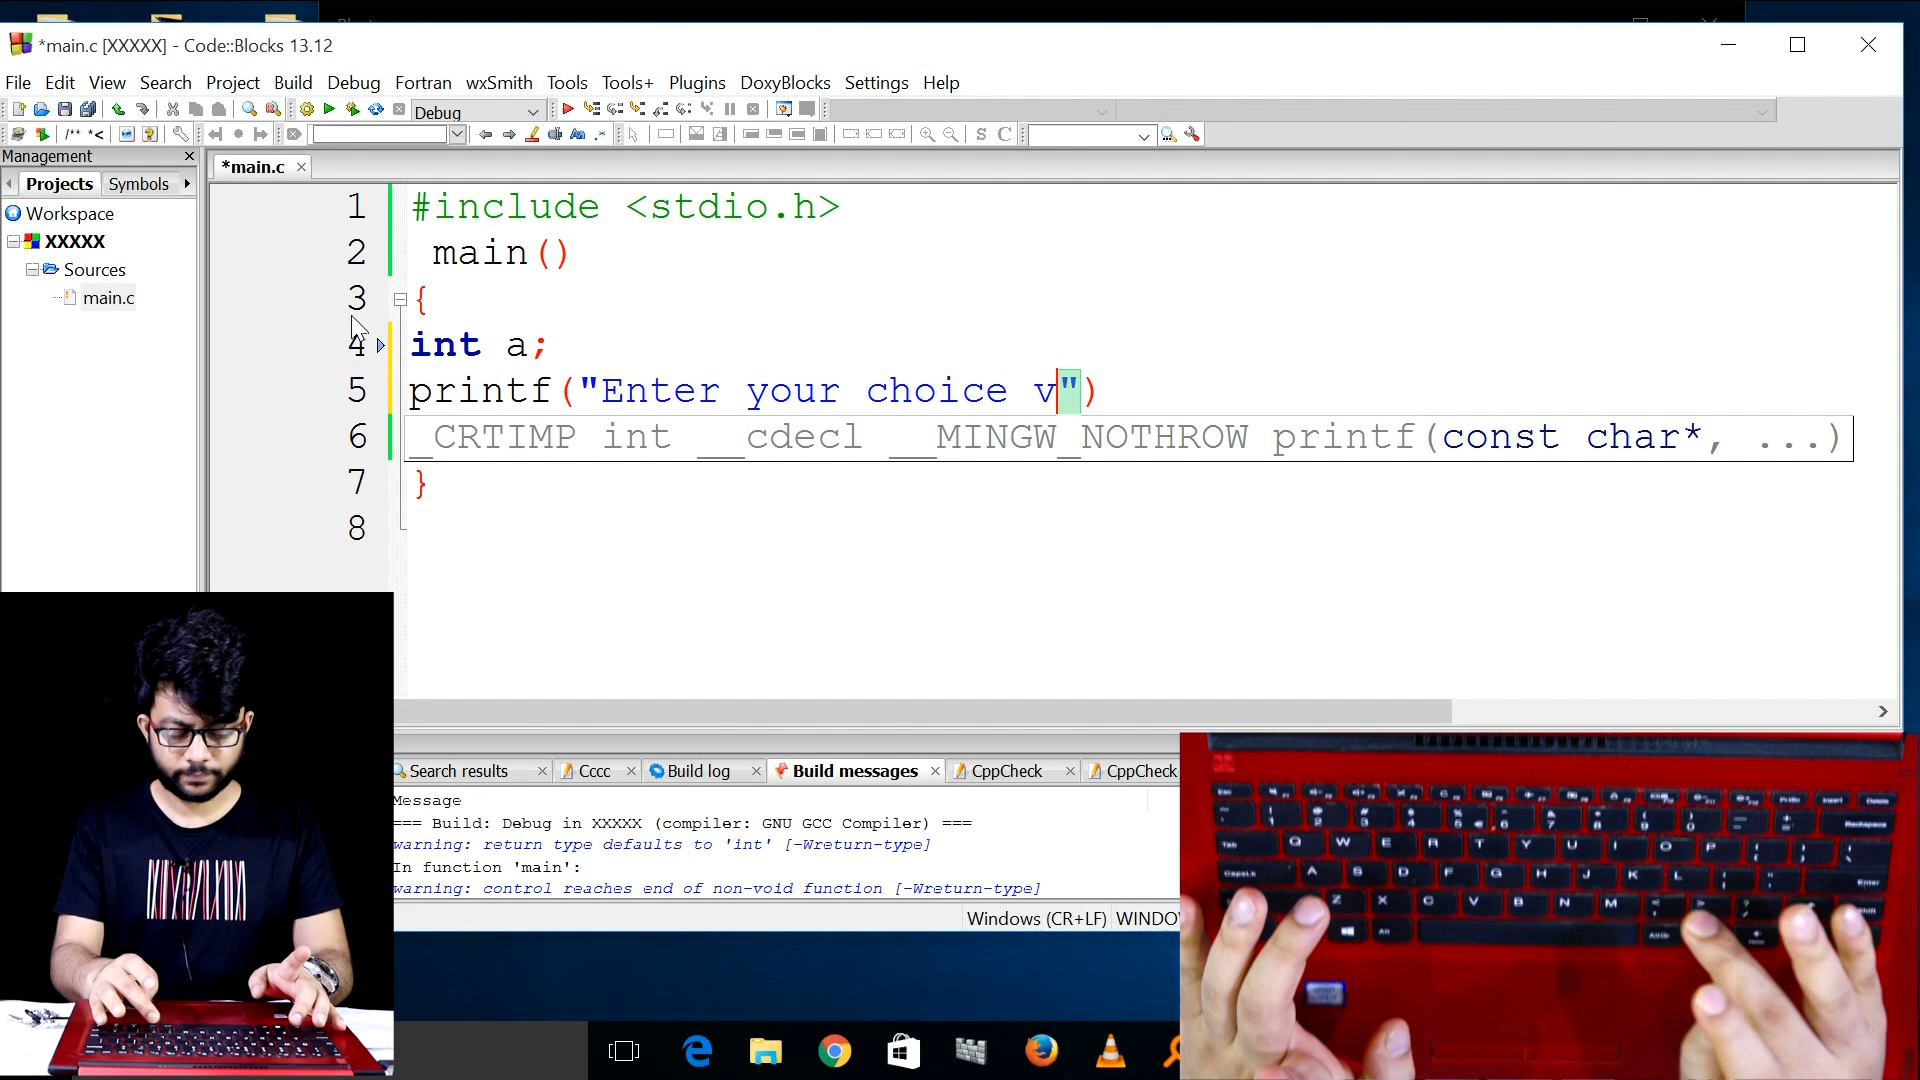 *main.c [XXXXX] - Code::Blocks 13.12
File Edit View Search Project Build Debug Fortran wxSmith Tools Tools+ Plugins DoxyBlocks Settings Help
Debug
/** *<
S C
Management
Projects Symbols
*main.c
Workspace
XXXXX
Sources
main.c
1 #include <stdio.h>
2 main()
3 {
4 int a;
5 printf("Enter your choice v")
6 _CRTIMP int __cdecl __MINGW_NOTHROW printf(const char*, ...)
7 }
8
Search results Cccc Build log Build messages CppCheck CppCheck
Message
=== Build: Debug in XXXXX (compiler: GNU GCC Compiler) ===
warning: return type defaults to 'int' [-Wreturn-type]
In function 'main':
warning: control reaches end of non-void function [-Wreturn-type]
Windows (CR+LF) WINDO
Q W E R T Y U I O P
A S D F G H J K L
Z X C V B N M
Alt